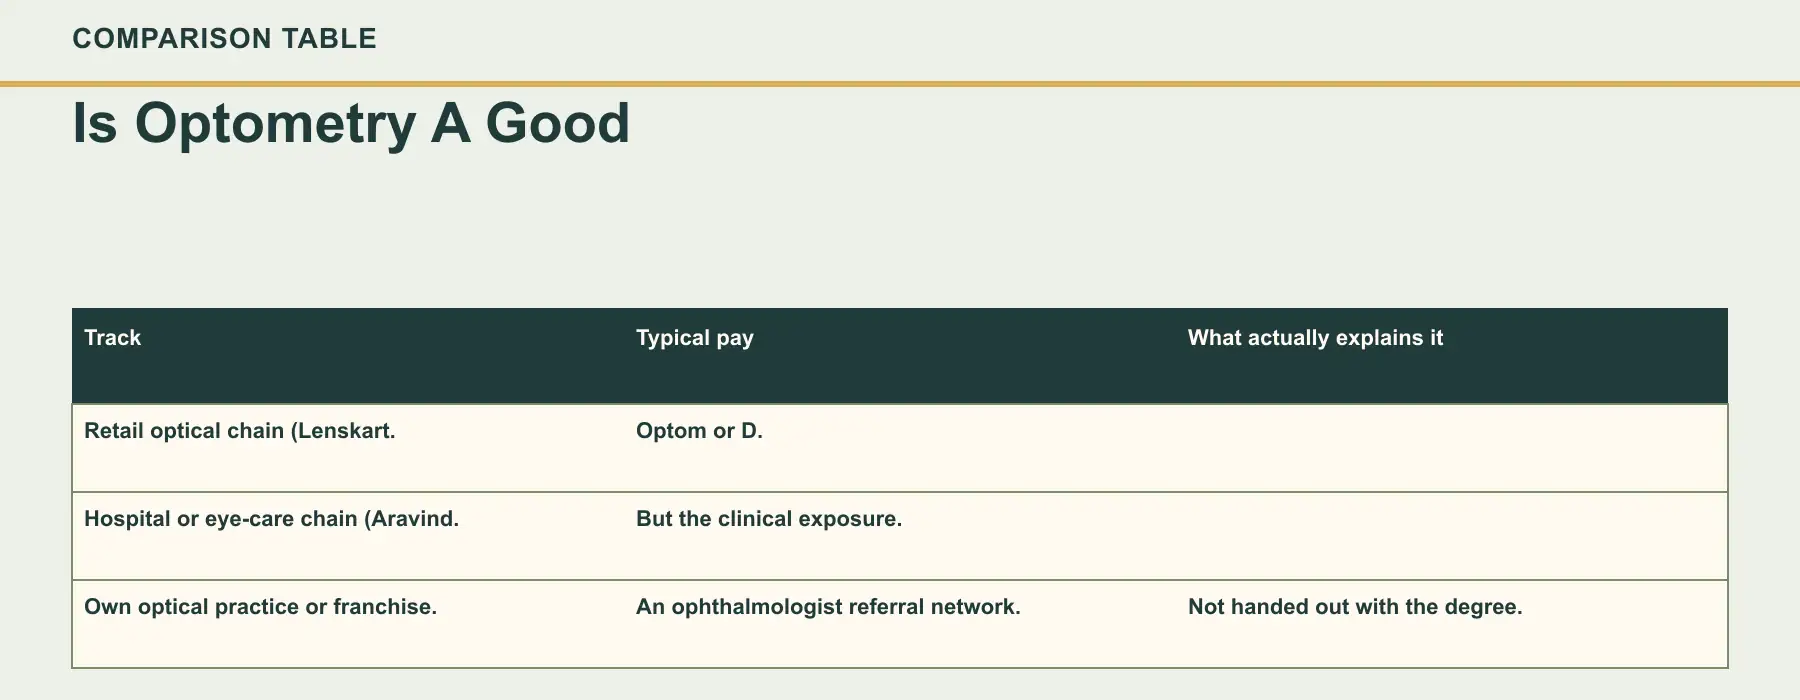 COMPARISON TABLE
Is Optometry A Good
Track Typical pay What actually explains it
Retail optical chain (Lenskart. Optom or D.
Hospital or eye-care chain (Aravind. But the clinical exposure.
Own optical practice or franchise. An ophthalmologist referral network. Not handed out with the degree.